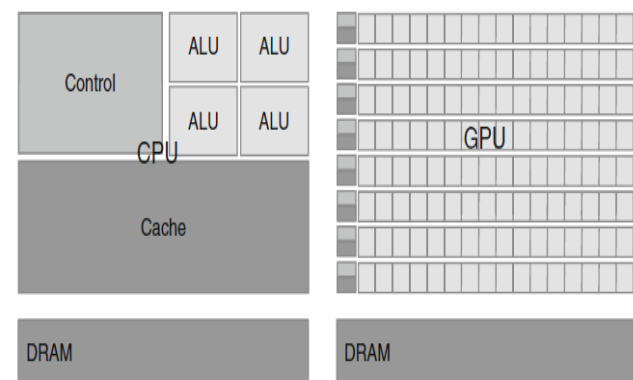 Control
ALU ALU
ALU ALU
CPU
Cache
DRAM
GPU
DRAM